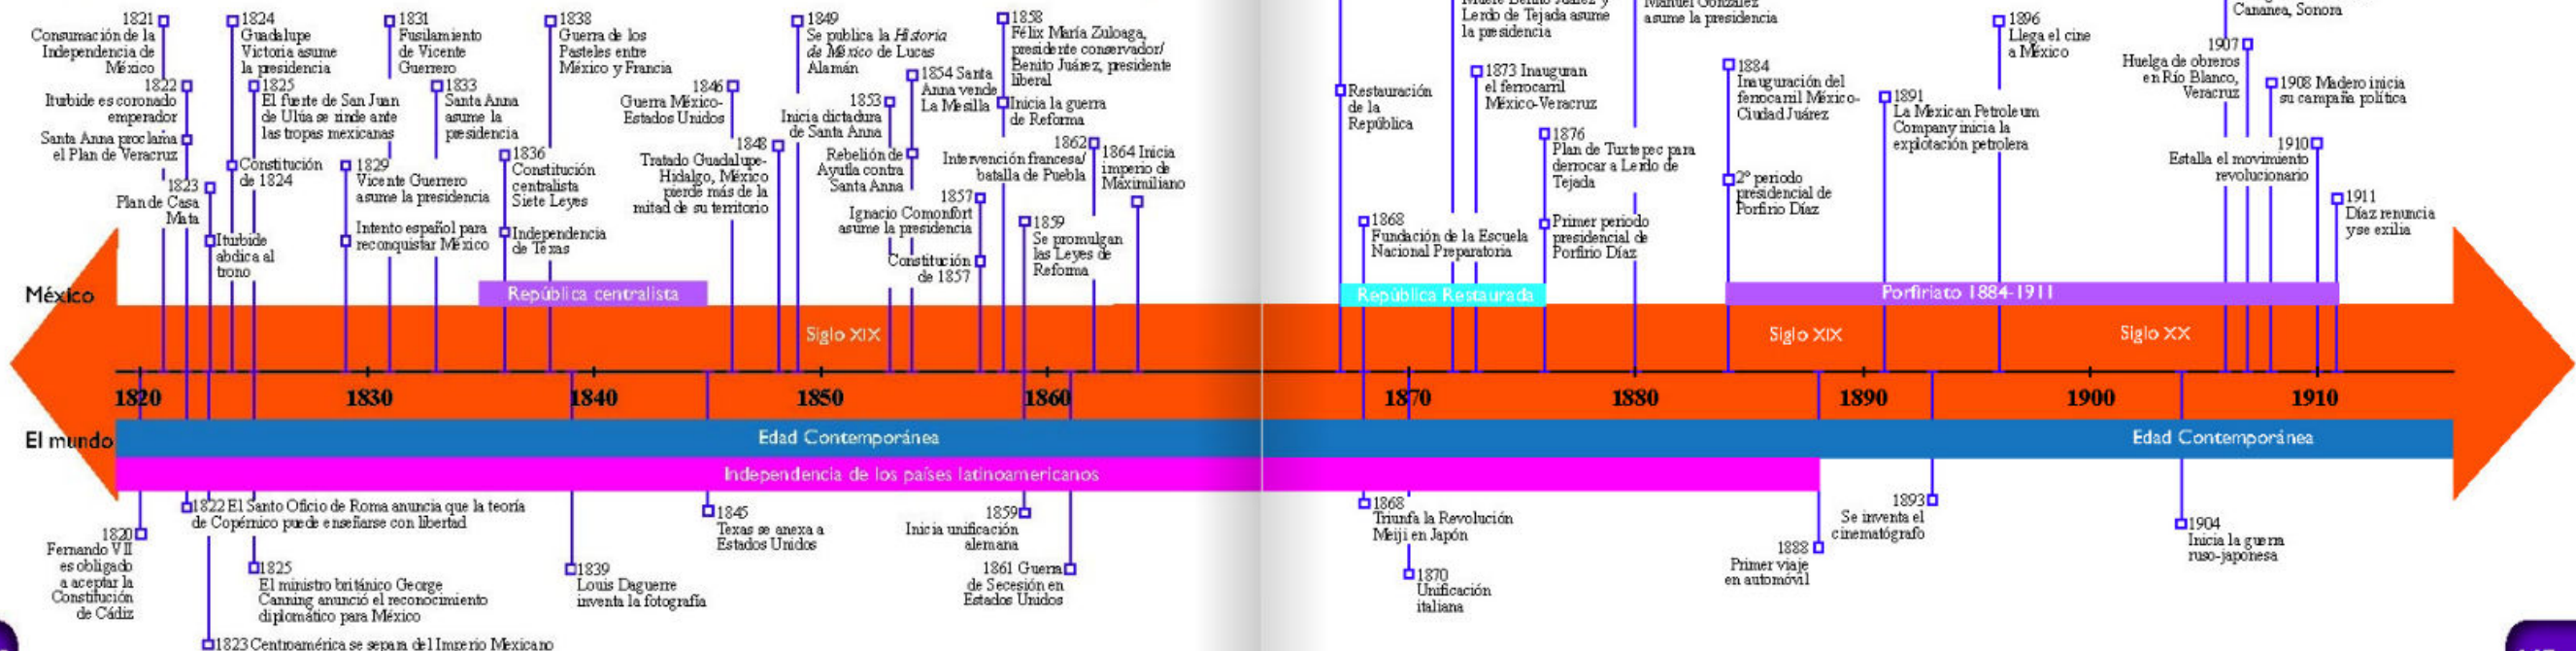 1821
Consumación de la
Independencia de
México
1822
Iturbide es coronado
emperador
Santa Anna proclama
el Plan de Veracruz
1823
Plan de Casa
Mata
Iturbide
abdica al
trono
1824
Guadalupe
Victoria asume
la presidencia
1825
El fuerte de San Juan
de Ulúa se rinde ante
las tropas mexicanas
Constitución
de 1824
1829
Vicente Guerrero
asume la presidencia
Intento español para
reconquistar México
1831
Fusilamiento
de Vicente
Guerrero
1833
Santa Anna
asume la
presidencia
1836
Constitución
centralista
Siete Leyes
Independencia
de Texas
1838
Guerra de los
Pasteles entre
México y Francia
1846
Guerra México-
Estados Unidos
1848
Tratado Guadalupe-
Hidalgo, México
pierde más de la
mitad de su territorio
1849
Se publica la Historia
de México de Lucas
Alamán
1853
Inicia dictadura
de Santa Anna
1854 Santa
Anna vende
La Mesilla
Rebelión de
Ayutla contra
Santa Anna
1857
Ignacio Comonfort
asume la presidencia
Constitución
de 1857
1858
Félix María Zuloaga,
presidente conservador/
Benito Juárez, presidente
liberal
Inicia la guerra
de Reforma
1859
Se promulgan
las Leyes de
Reforma
1862
Intervención francesa/
batalla de Puebla
1864 Inicia
imperio de
Máximiliano
Restauración
de la
República
1868
Fundación de la Escuela
Nacional Preparatoria
Lerdo de Tejada asume
la presidencia
1873 Inauguran
el ferrocarril
México-Veracruz
1876
Plan de Tuxtepec para
derrocar a Lerdo de
Tejada
Primer periodo
presidencial de
Porfirio Díaz
Manuel González
asume la presidencia
1884
Inauguración del
ferrocarril México-
Ciudad Juárez
2° periodo
presidencial de
Porfirio Díaz
1891
La Mexican Petroleum
Company inicia la
explotación petrolera
1896
Llega el cine
a México
Cananea, Sonora
1907
Huelga de obreros
en Río Blanco,
Veracruz
1908 Madero inicia
su campaña política
1910
Estalla el movimiento
revolucionario
1911
Díaz renuncia
y se exilia
México
República centralista
República Restaurada
Porfiriato 1884-1911
Siglo XIX
Siglo XIX
Siglo XX
1820
1830
1840
1850
1860
1870
1880
1890
1900
1910
El mundo
Edad Contemporánea
Edad Contemporánea
Independencia de los países latinoamericanos
1820
Fernando VII
es obligado
a aceptar la
Constitución
de Cádiz
1822 El Santo Oficio de Roma anuncia que la teoría
de Copérnico puede enseñarse con libertad
1823 Centroamérica se separa del Imperio Mexicano
1825
El ministro británico George
Canning anunció el reconocimiento
diplomático para México
1839
Louis Daguerre
inventa la fotografía
1845
Texas se anexa a
Estados Unidos
1859
Inicia unificación
alemana
1861 Guerra
de Secesión en
Estados Unidos
1868
Triunfa la Revolución
Meiji en Japón
1870
Unificación
italiana
1888
Primer viaje
en automóvil
1893
Se inventa el
cinematógrafo
1904
Inicia la guerra
ruso-japonesa